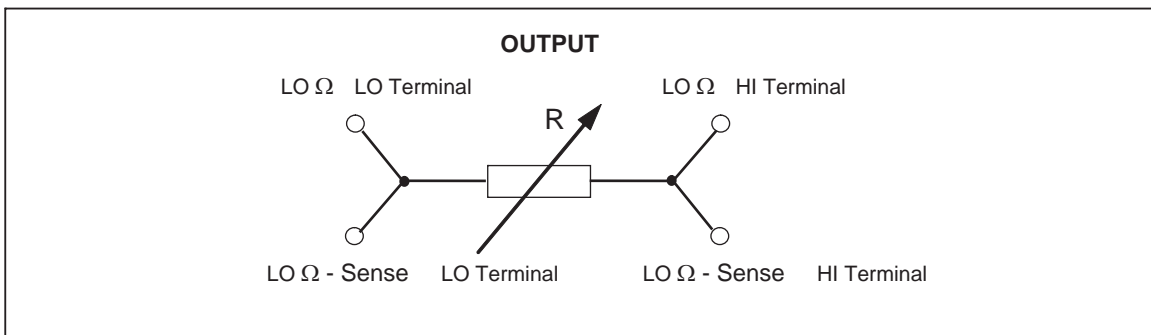 OUTPUT
LO Ω LO Terminal
LO Ω HI Terminal
R
LO Ω - Sense LO Terminal
LO Ω - Sense HI Terminal